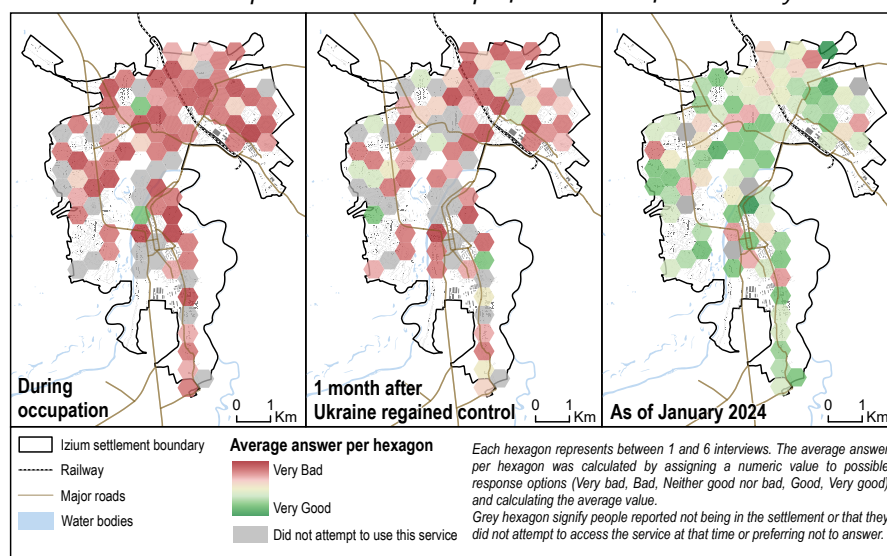 During
occupation
0 1
Km
1 month after
Ukraine regained control
0 1
Km
As of January 2024
0 1
Km
Izium settlement boundary
Railway
Major roads
Water bodies
Average answer per hexagon
Very Bad
Very Good
Did not attempt to use this service
Each hexagon represents between 1 and 6 interviews. The average answer
per hexagon was calculated by assigning a numeric value to possible
response options (Very bad, Bad, Neither good nor bad, Good, Very good)
and calculating the average value.
Grey hexagon signify people reported not being in the settlement or that they
did not attempt to access the service at that time or preferring not to answer.